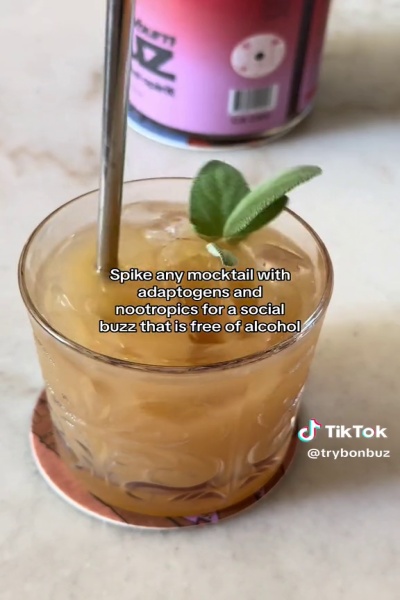 Spike any mocktail with
adaptogens and
nootropics for a social
buzz that is free of alcohol
TikTok
@trybonbuz